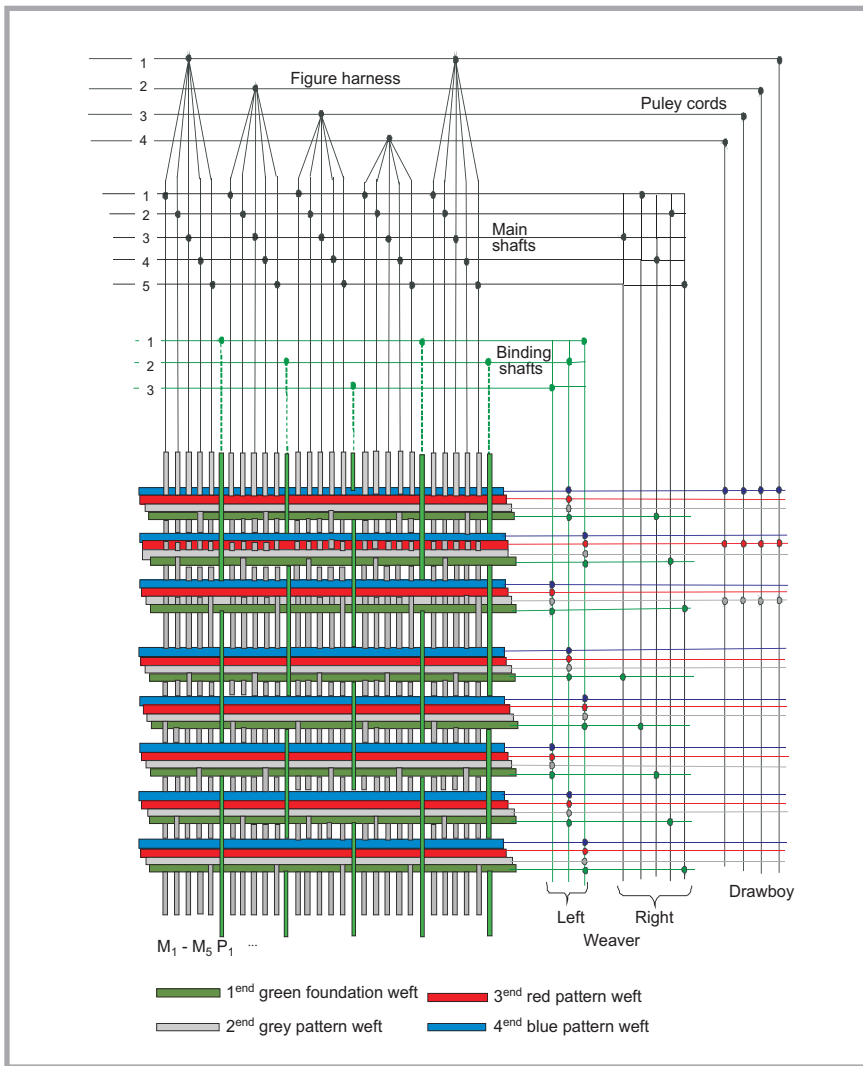 1
Figure harness
2
Puley cords
3
4
1
2
Main
shafts
3
4
5
1
Binding
shafts
2
3
Left
Right
Drawboy
Weaver
M1 - M5 P1 ...
1end green foundation weft
3end red pattern weft
2end grey pattern weft
4end blue pattern weft